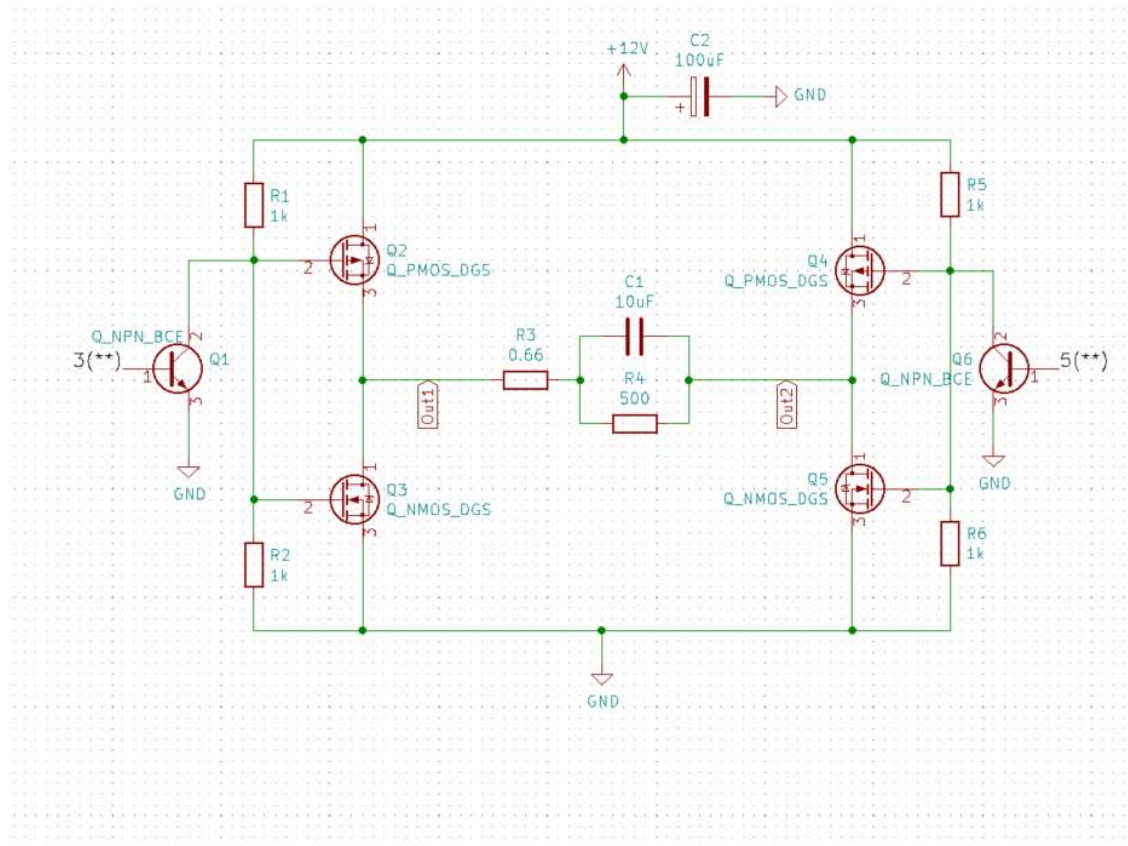 C2
+12V
100uF
+
GND
R1
1k
R5
1k
1
Q2
2
Q_PMOS_DGS
3
1
Q4
2
Q_PMOS_DGS
3
C1
10uF
Q_NPN_BCE
2
3(**)
1
Q1
3
GND
R3
0.66
R4
500
Out1
Out2
2
Q6
5(**)
1
Q_NPN_BCE
3
GND
1
Q3
2
Q_NMOS_DGS
3
1
Q5
2
Q_NMOS_DGS
3
R2
1k
R6
1k
GND